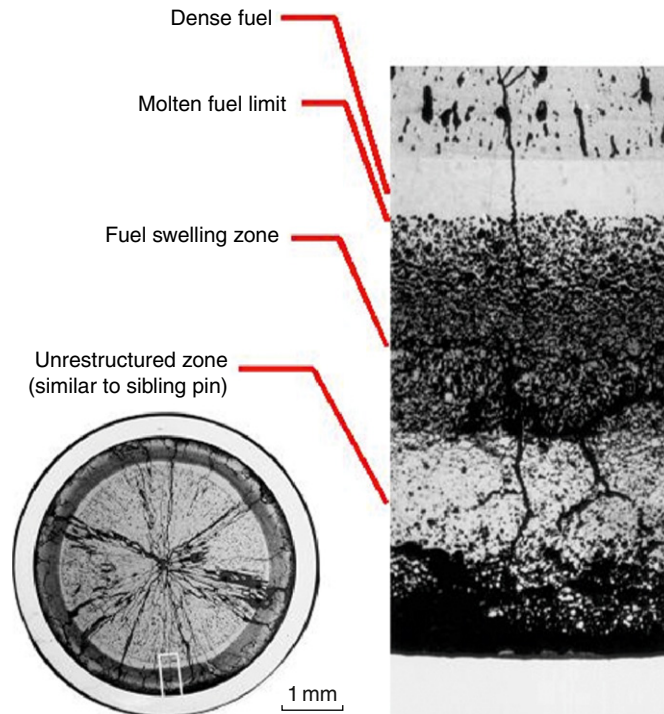 Dense fuel
Molten fuel limit
Fuel swelling zone
Unrestructured zone
(similar to sibling pin)
1 mm